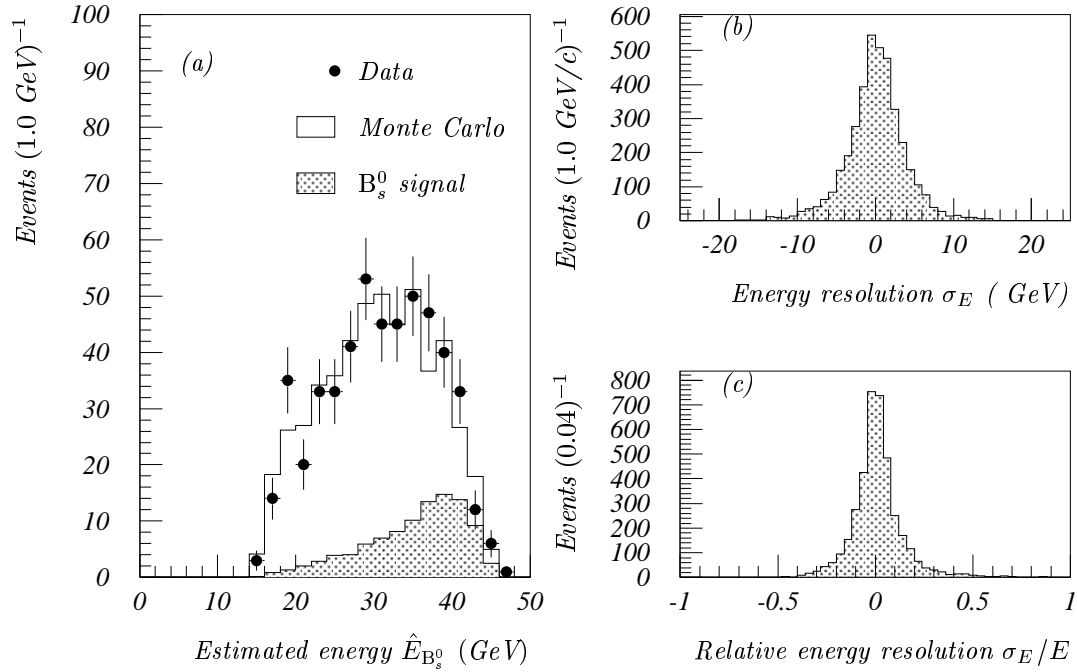 Events (1.0 GeV)⁻¹
100
90
80
70
60
50
40
30
20
10
0
(a)
Data
Monte Carlo
B⁰ₛ signal
0 10 20 30 40 50
Estimated energy Ê_B⁰ₛ (GeV)
Events (1.0 GeV/c)⁻¹
600
500
400
300
200
100
0
(b)
-20 -10 0 10 20
Energy resolution σ_E ( GeV)
Events (0.04)⁻¹
800
700
600
500
400
300
200
100
0
(c)
-1 -0.5 0 0.5 1
Relative energy resolution σ_E/E